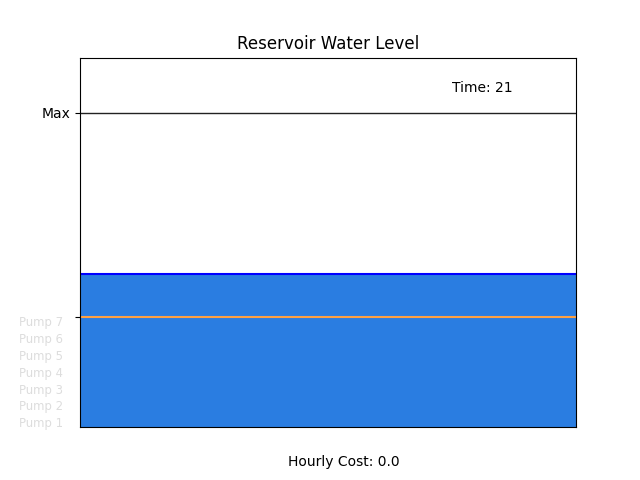 Reservoir Water Level
Time: 21
Max
Pump 7
Pump 6
Pump 5
Pump 4
Pump 3
Pump 2
Pump 1
Hourly Cost: 0.0